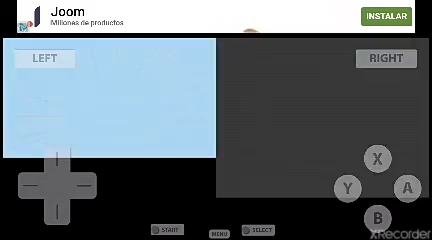 Joom
Millones de productos
INSTALAR
LEFT
RIGHT
X
Y
A
B
START
MENU
SELECT
XRecorder